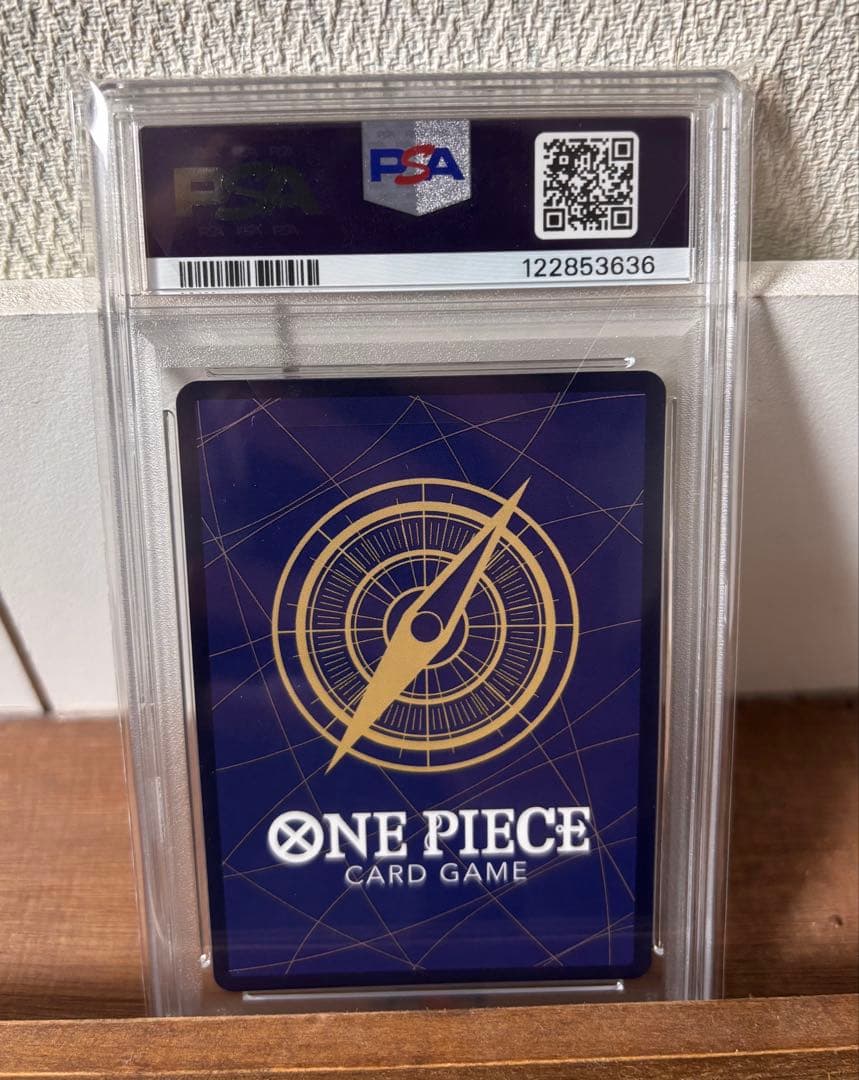 PSA
PSA
122853636
ONE PIECE
CARD GAME